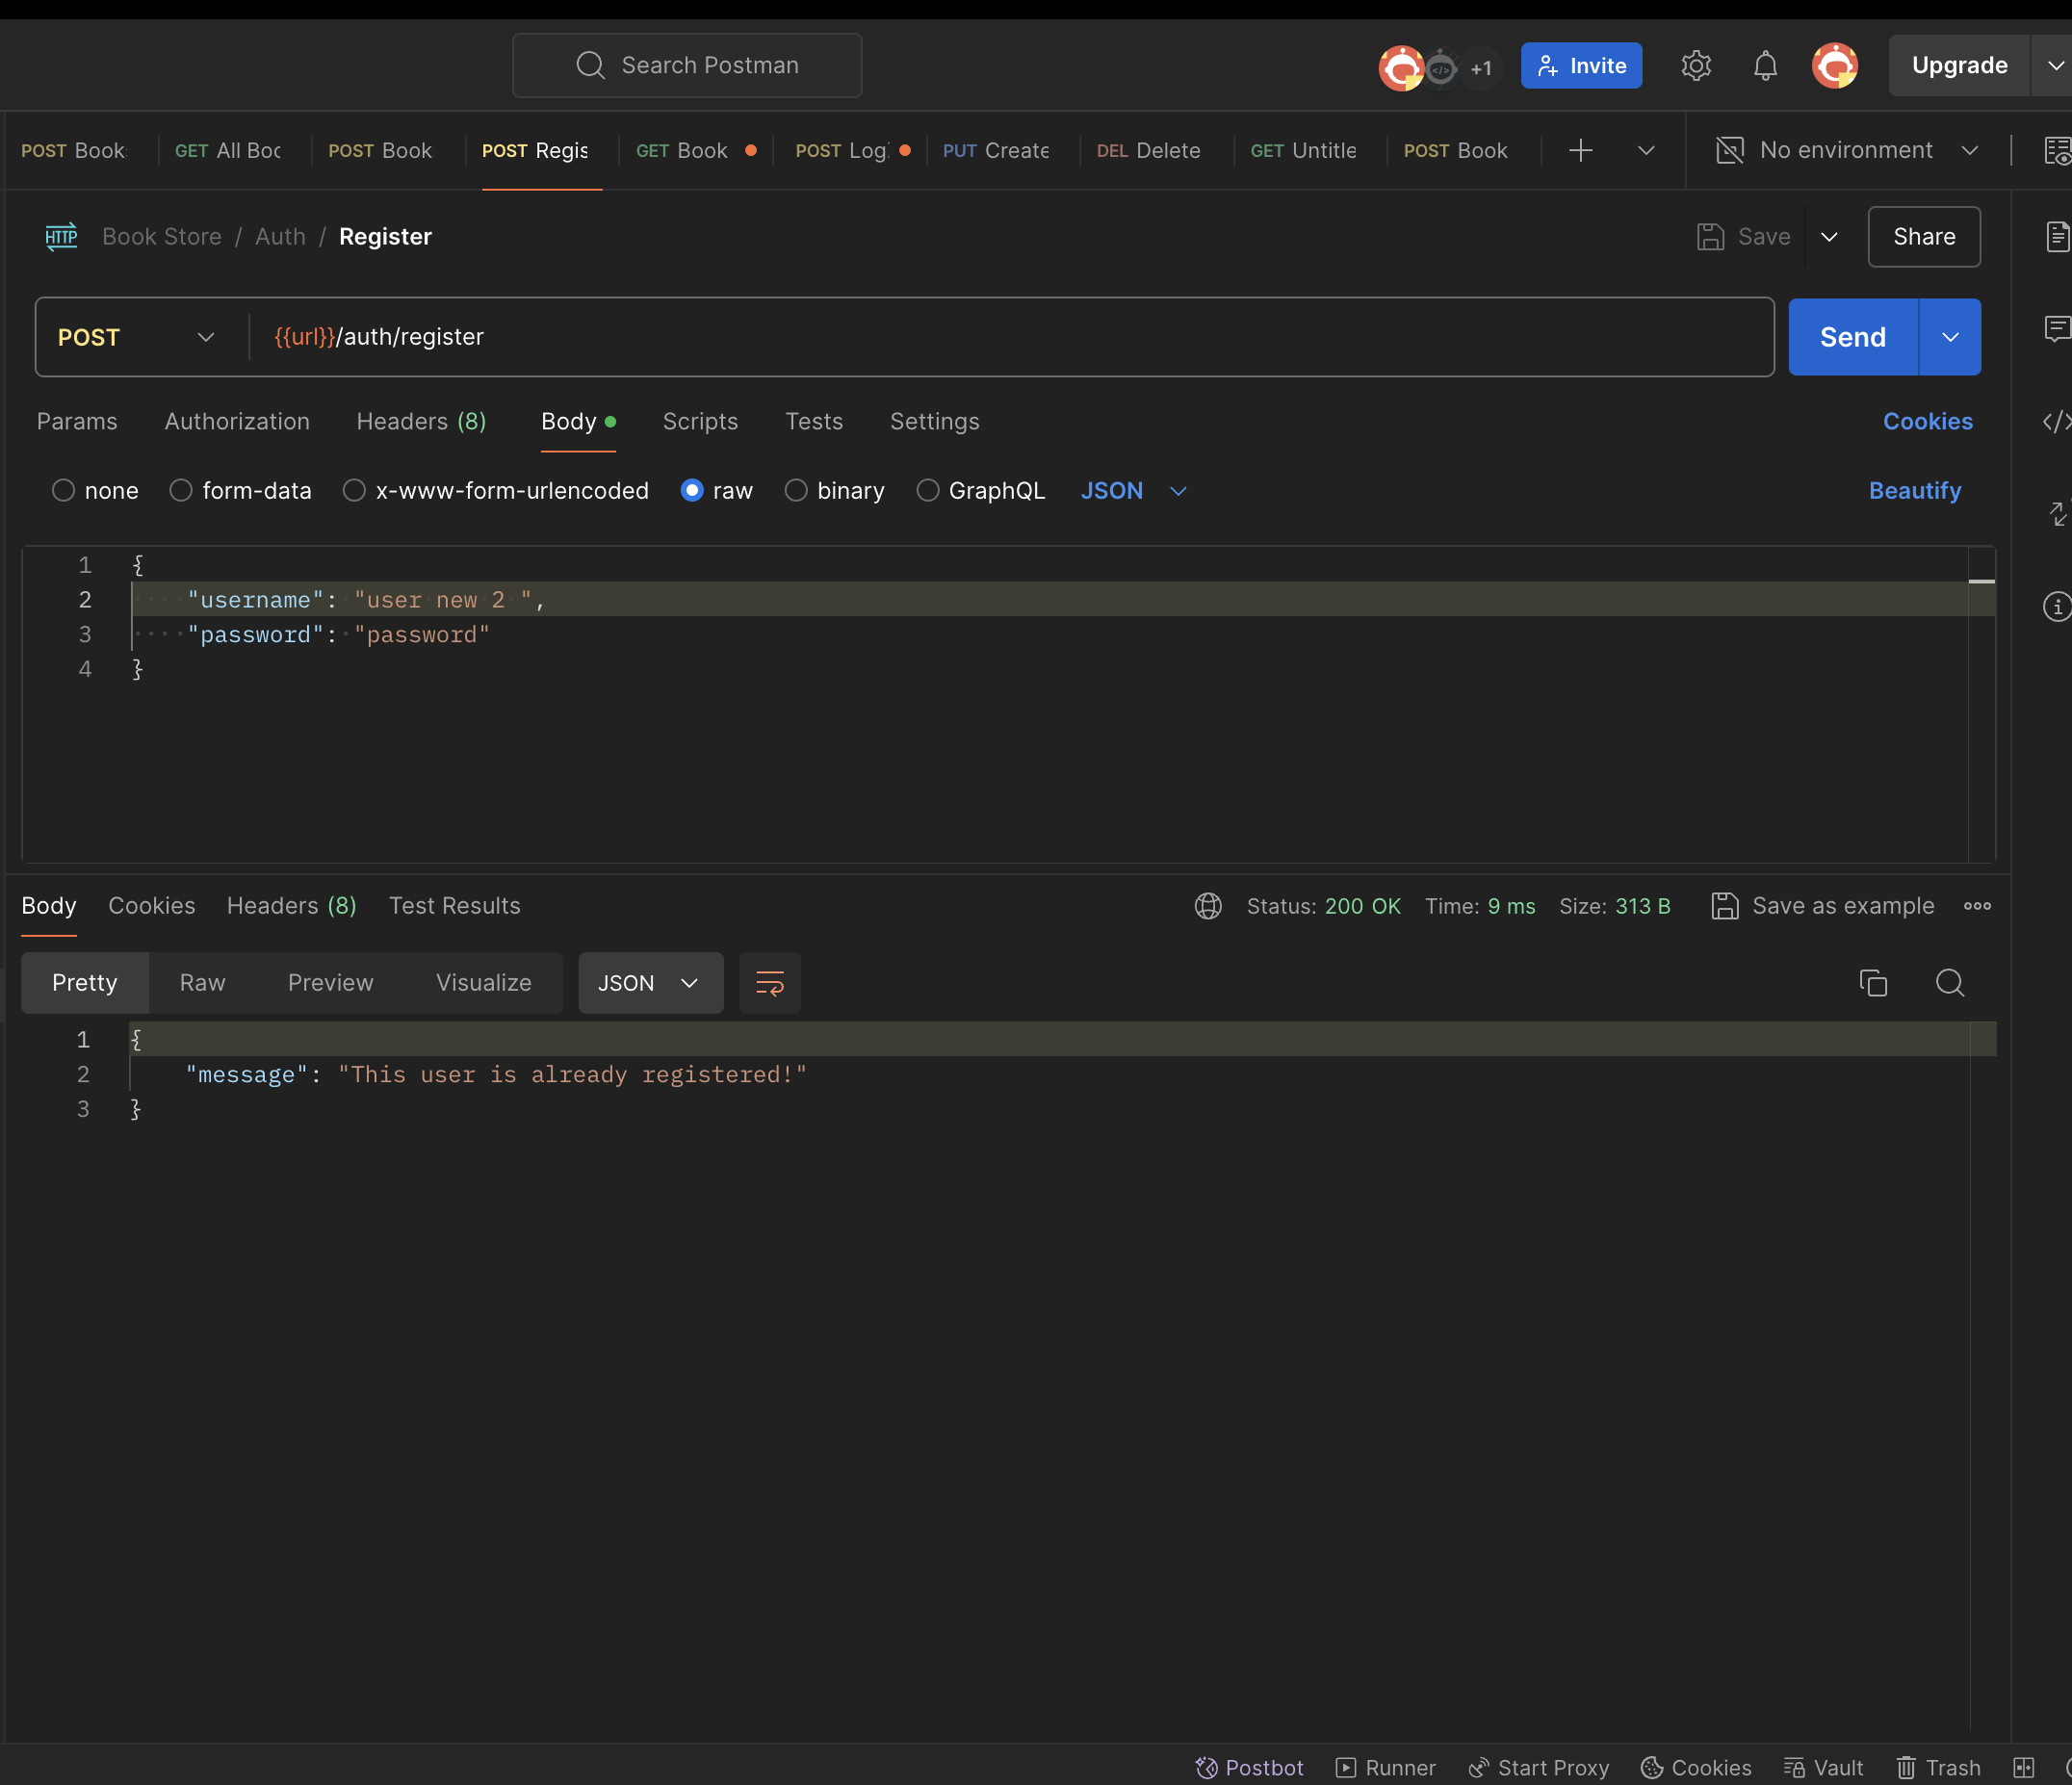 Search Postman
+1
Invite
Upgrade
POST Book
GET All Boo
POST Book
POST Regis
GET Book
POST Log
PUT Create
DEL Delete
GET Untitle
POST Book
No environment
HTTP Book Store / Auth / Register
Save
Share
POST
{{url}}/auth/register
Send
Params Authorization Headers (8) Body Scripts Tests Settings Cookies
none form-data x-www-form-urlencoded raw binary GraphQL JSON Beautify
1 {
2 "username": "user new 2 ",
3 "password": "password"
4 }
Body Cookies Headers (8) Test Results Status: 200 OK Time: 9 ms Size: 313 B Save as example
Pretty Raw Preview Visualize JSON
1 {
2 "message": "This user is already registered!"
3 }
Postbot Runner Start Proxy Cookies Vault Trash